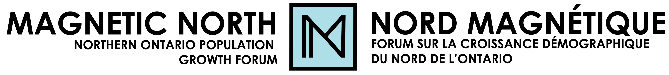 MAGNETIC NORTH
NORTHERN ONTARIO POPULATION
GROWTH FORUM
NORD MAGNÉTIQUE
FORUM SUR LA CROISSANCE DÉMOGRAPHIQUE
DU NORD DE L'ONTARIO